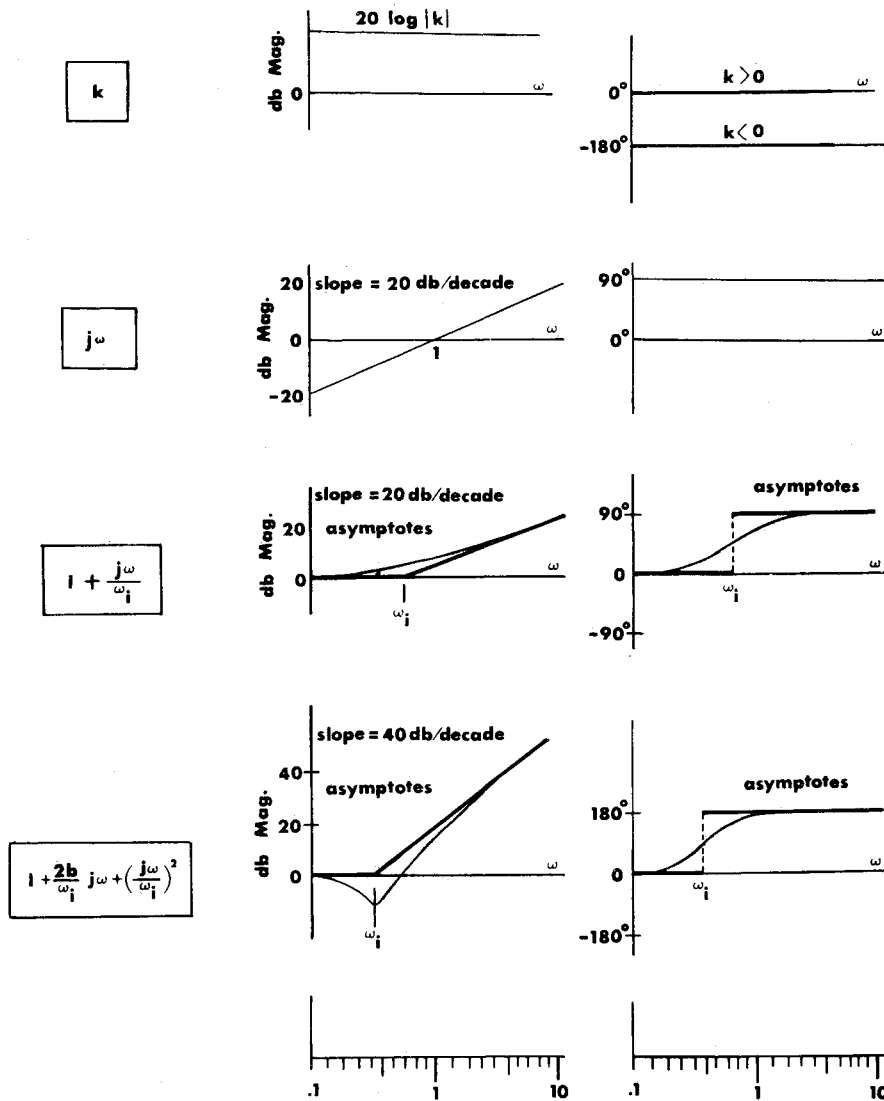 k
20 log |k|
db Mag.
0
ω
k>0
ω
0°
k<0
-180°
jω
20
slope = 20 db/decade
db Mag.
0
ω
1
-20
90°
0°
ω
1 + jω/ωi
slope = 20 db/decade
20
asymptotes
db Mag.
0
ω
ωi
asymptotes
90°
0
ω
ωi
-90°
1 + 2b/ωi jω + (jω/ωi)²
slope = 40 db/decade
40
asymptotes
20
db Mag.
0
ω
ωi
asymptotes
180°
0
ω
ωi
-180°
.1
1
10
.1
1
10